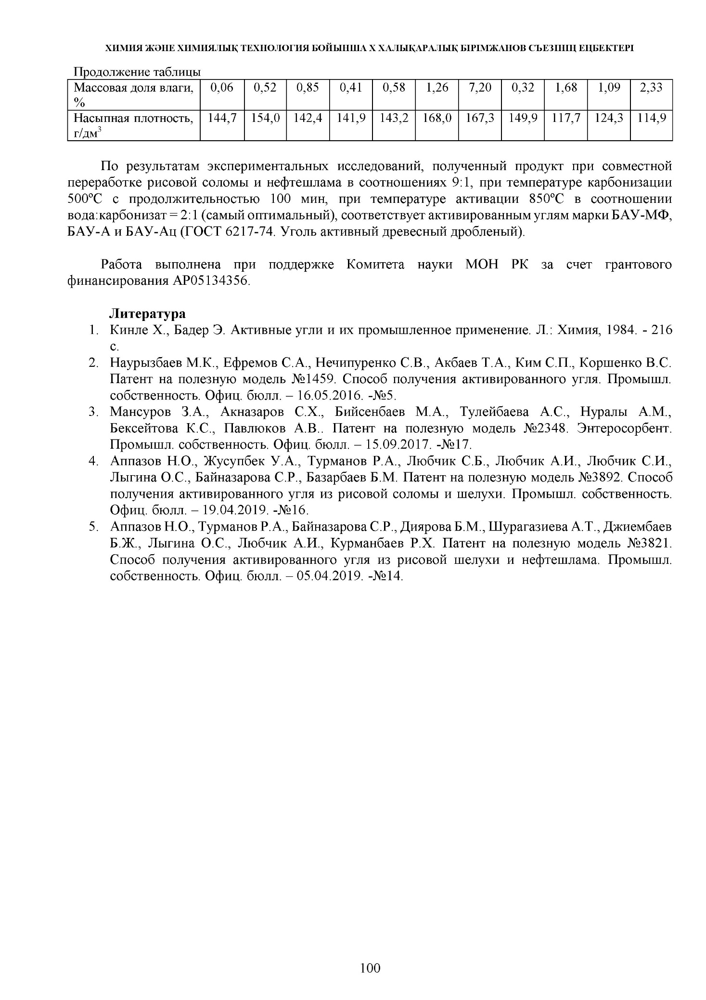 ХИМИЯ ЖӘНЕ ХИМИЯЛЫҚ ТЕХНОЛОГИЯ БОЙЫНША Х ХАЛЫҚАРАЛЫҚ БІРІМЖАНОВ СЪЕЗІНІҢ ЕҢБЕКТЕРІ
Продолжение таблицы
Массовая доля влаги, 0,06 0,52 0,85 0,41 0,58 1,26 7,20 0,32 1,68 1,09 2,33
%
Насыпная плотность, 144,7 154,0 142,4 141,9 143,2 168,0 167,3 149,9 117,7 124,3 114,9
г/дм³
По результатам экспериментальных исследований, полученный продукт при совместной
переработке рисовой соломы и нефтешлама в соотношениях 9:1, при температуре карбонизации
500ºС с продолжительностью 100 мин, при температуре активации 850ºС в соотношении
вода:карбонизат = 2:1 (самый оптимальный), соответствует активированным углям марки БАУ-МФ,
БАУ-А и БАУ-Ац (ГОСТ 6217-74. Уголь активный древесный дробленый).
Работа выполнена при поддержке Комитета науки МОН РК за счет грантового
финансирования АР05134356.
Литература
1. Кинле Х., Бадер Э. Активные угли и их промышленное применение. Л.: Химия, 1984. - 216
с.
2. Наурызбаев М.К., Ефремов С.А., Нечипуренко С.В., Акбаев Т.А., Ким С.П., Коршенко В.С.
Патент на полезную модель №1459. Способ получения активированного угля. Промышл.
собственность. Офиц. бюлл. – 16.05.2016. -№5.
3. Мансуров З.А., Акназаров С.Х., Бийсенбаев М.А., Тулейбаева А.С., Нуралы А.М.,
Бексейтова К.С., Павлюков А.В.. Патент на полезную модель №2348. Энтеросорбент.
Промышл. собственность. Офиц. бюлл. – 15.09.2017. -№17.
4. Аппазов Н.О., Жусупбек У.А., Турманов Р.А., Любчик С.Б., Любчик А.И., Любчик С.И.,
Лыгина О.С., Байназарова С.Р., Базарбаев Б.М. Патент на полезную модель №3892. Способ
получения активированного угля из рисовой соломы и шелухи. Промышл. собственность.
Офиц. бюлл. – 19.04.2019. -№16.
5. Аппазов Н.О., Турманов Р.А., Байназарова С.Р., Диярова Б.М., Шурагазиева А.Т., Джиембаев
Б.Ж., Лыгина О.С., Любчик А.И., Курманбаев Р.Х. Патент на полезную модель №3821.
Способ получения активированного угля из рисовой шелухи и нефтешлама. Промышл.
собственность. Офиц. бюлл. – 05.04.2019. -№14.
100